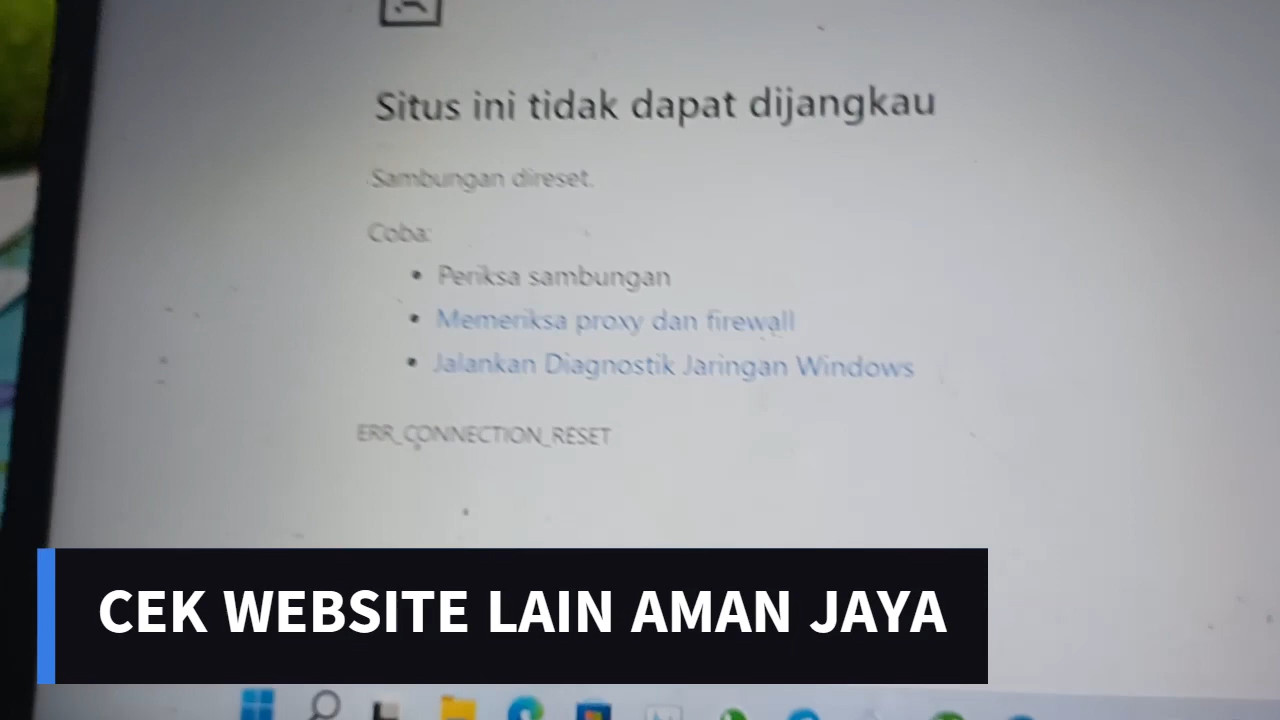 Situs ini tidak dapat dijangkau
Sambungan direset.
Coba:
Periksa sambungan
Memeriksa proxy dan firewall
Jalankan Diagnostik Jaringan Windows
ERR_CONNECTION_RESET
CEK WEBSITE LAIN AMAN JAYA